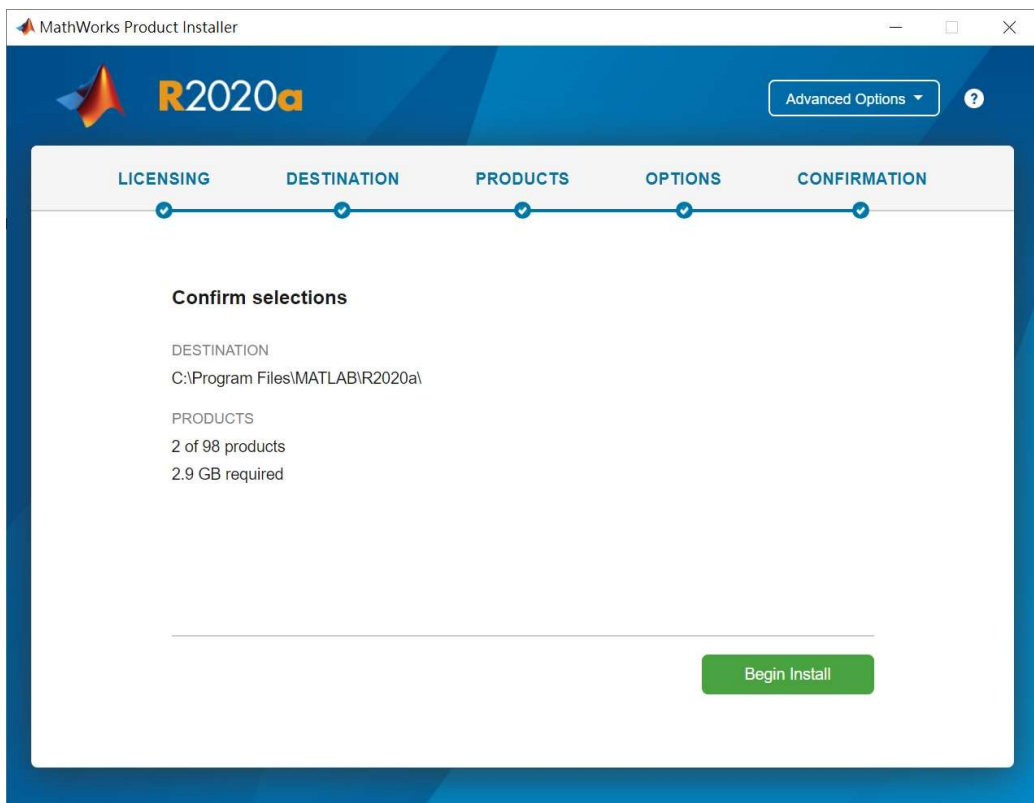 MathWorks Product Installer
R2020a
Advanced Options
?
LICENSING DESTINATION PRODUCTS OPTIONS CONFIRMATION
Confirm selections
DESTINATION
C:\Program Files\MATLAB\R2020a\
PRODUCTS
2 of 98 products
2.9 GB required
Begin Install